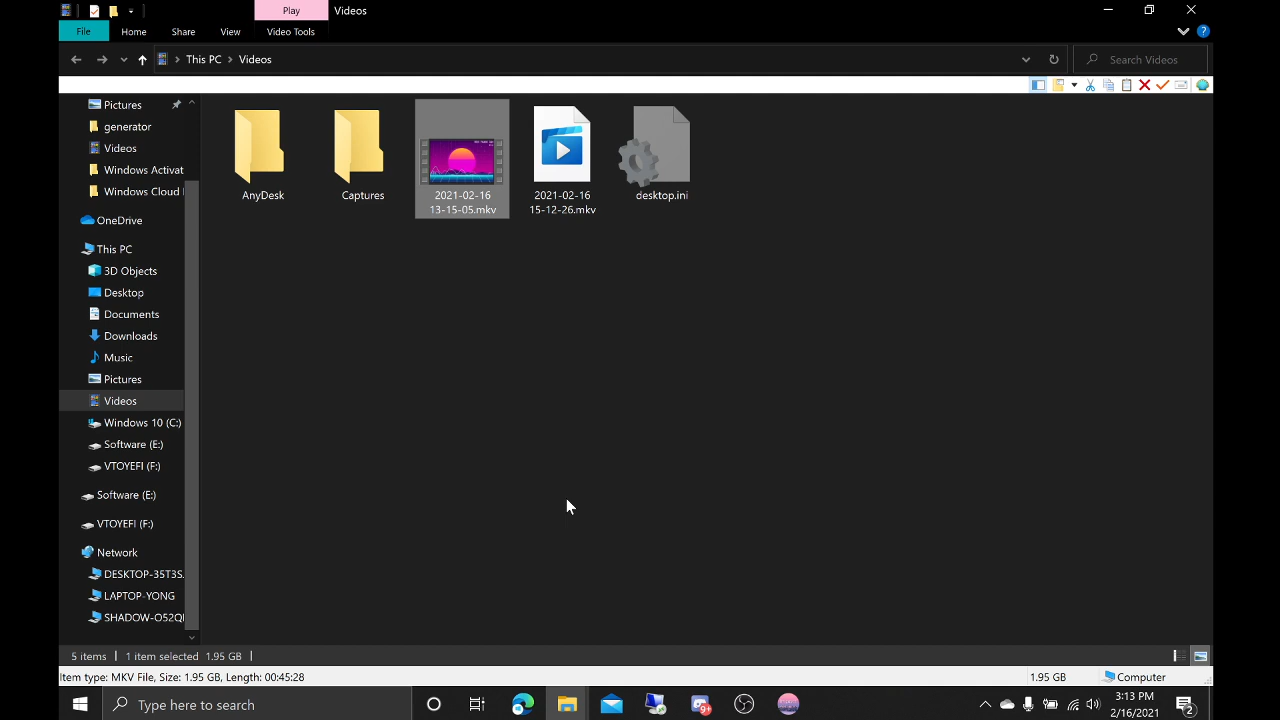 Play
Videos
File
Home
Share
View
Video Tools
This PC
Videos
Search Videos
Pictures
generator
Videos
Windows Activat
Windows Cloud
OneDrive
This PC
3D Objects
Desktop
Documents
Downloads
Music
Pictures
Videos
Windows 10 (C:)
Software (E:)
VTOYEFI (F:)
Software (E:)
VTOYEFI (F:)
Network
DESKTOP-35T3S.
LAPTOP-YONG
SHADOW-O52Q
AnyDesk
Captures
2021-02-16
13-15-05.mkv
2021-02-16
15-12-26.mkv
desktop.ini
5 items
1 item selected 1.95 GB
Item type: MKV File, Size: 1.95 GB, Length: 00:45:28
1.95 GB
Computer
Type here to search
9+
3:13 PM
2/16/2021
2